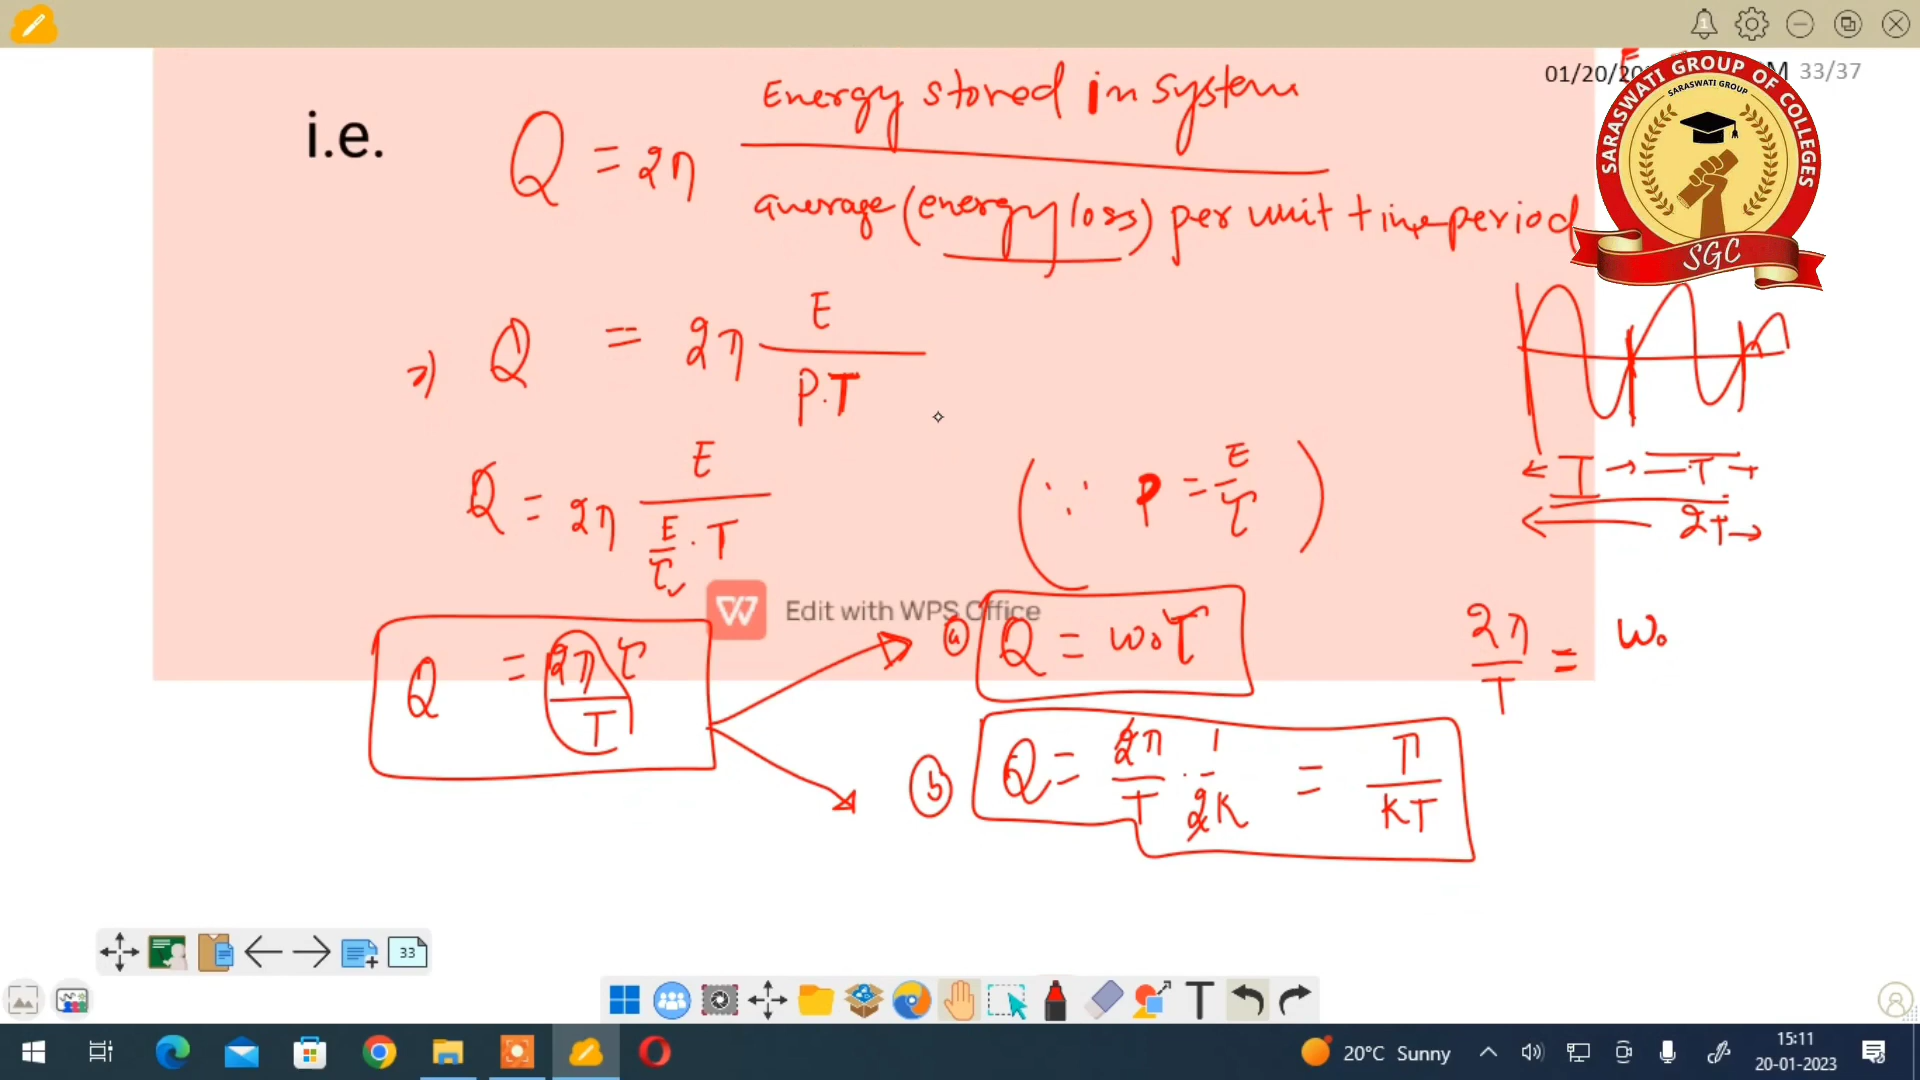 01/20/20 M 33/37
SARASWATI GROUP OF COLLEGES
SARASWATI GROUP
SGC
i.e. Q = 2π Energy stored in system / average (energy loss) per unit time period
⇒ Q = 2π E / P.T
Q = 2π E / (E/τ . T) (∵ P = E/τ)
← T → ← T →
← 2T →
Edit with WPS Office
Q = 2π τ / T
(a) Q = ω₀τ
2π / T = ω₀
(b) Q = 2π/T . 1/2K = π / KT
33
20°C Sunny
15:11
20-01-2023